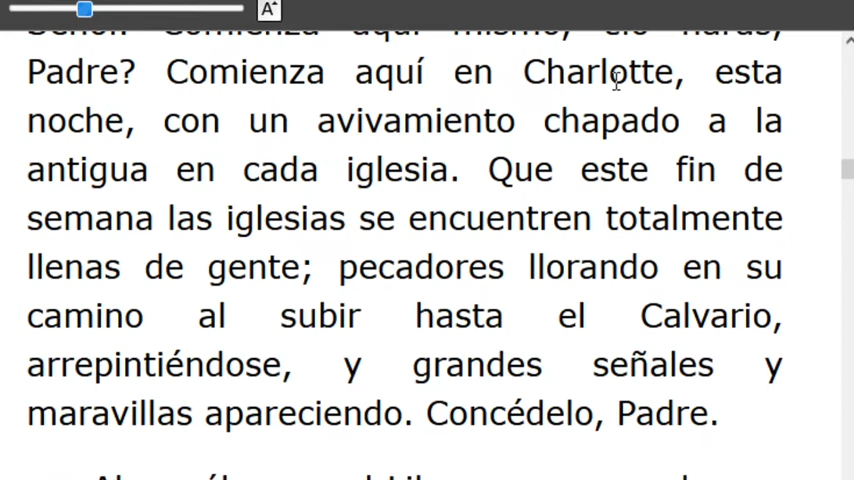 A
Padre? Comienza aquí en Charlotte, esta
noche, con un avivamiento chapado a la
antigua en cada iglesia. Que este fin de
semana las iglesias se encuentren totalmente
llenas de gente; pecadores llorando en su
camino al subir hasta el Calvario,
arrepintiéndose, y grandes señales y
maravillas apareciendo. Concédelo, Padre.